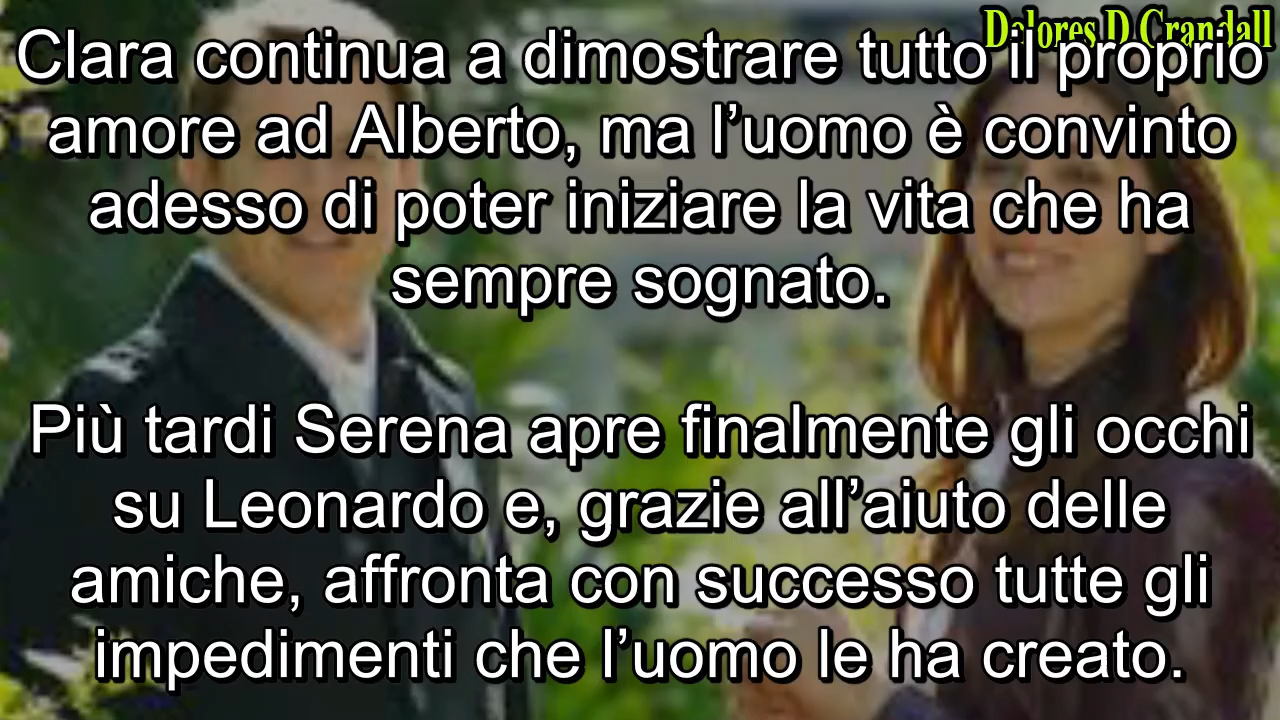 Dolores D.Crandall
Clara continua a dimostrare tutto il proprio
amore ad Alberto, ma l’uomo è convinto
adesso di poter iniziare la vita che ha
sempre sognato.
Più tardi Serena apre finalmente gli occhi
su Leonardo e, grazie all’aiuto delle
amiche, affronta con successo tutte gli
impedimenti che l’uomo le ha creato.